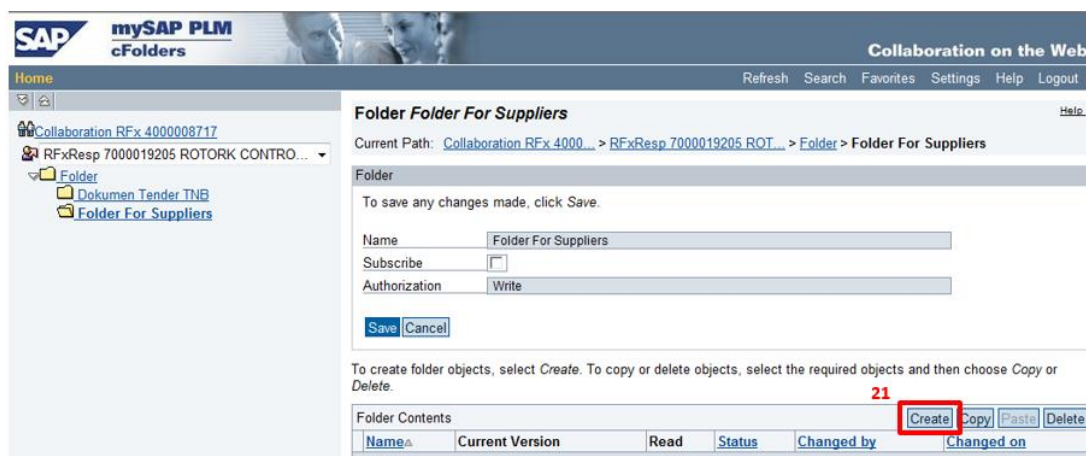 SAP
mySAP PLM
cFolders
Collaboration on the Web
Home
Refresh Search Favorites Settings Help Logout
Collaboration RFx 4000008717
RFxResp 7000019205 ROTORK CONTRO...
Folder
Dokumen Tender TNB
Folder For Suppliers
Folder Folder For Suppliers
Help
Current Path: Collaboration RFx 4000... > RFxResp 7000019205 ROT... > Folder > Folder For Suppliers
Folder
To save any changes made, click Save.
Name Folder For Suppliers
Subscribe
Authorization Write
Save Cancel
To create folder objects, select Create. To copy or delete objects, select the required objects and then choose Copy or
Delete.
21
Folder Contents Create Copy Paste Delete
Name Current Version Read Status Changed by Changed on